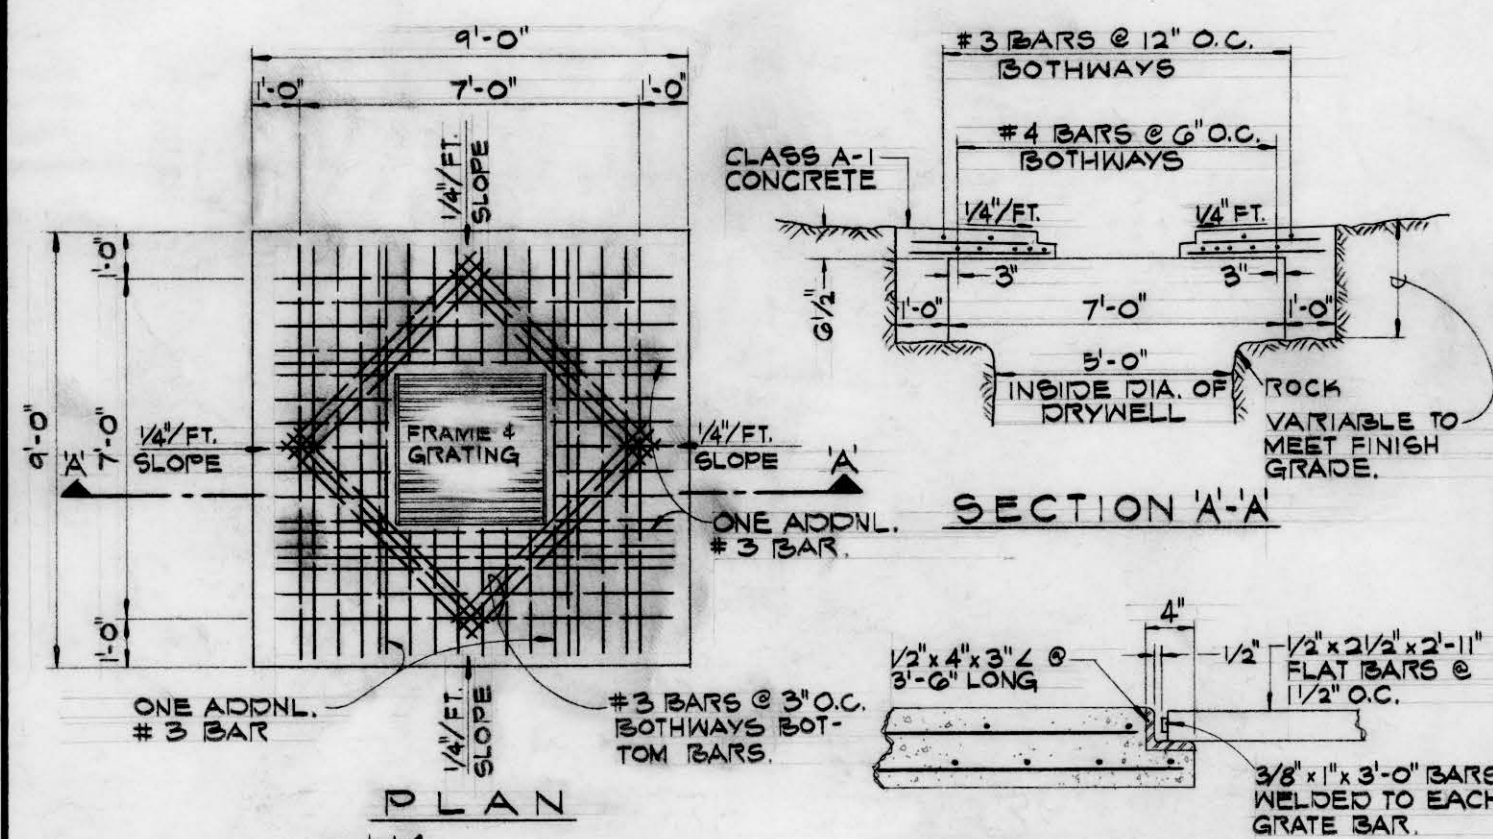 9'-0"
1'-0"
7'-0"
1'-0"
1/4"/FT.
SLOPE
9'-0"
1'-0"
7'-0"
1'-0"
1/4"/FT.
SLOPE
'A'
FRAME &
GRATING
1/4"/FT.
SLOPE
'A'
ONE ADDNL.
# 3 BAR.
ONE ADDNL.
# 3 BAR
1/4"/FT.
SLOPE
#3 BARS @ 3" O.C.
BOTHWAYS BOT-
TOM BARS.
PLAN
# 3 BARS @ 12" O.C.
BOTHWAYS
# 4 BARS @ 6" O.C.
BOTHWAYS
CLASS A-1
CONCRETE
1/4"/FT.
1/4" FT.
6 1/2"
3"
3"
1'-0"
7'-0"
1'-0"
d
5'-0"
INSIDE DIA. OF
DRYWELL
ROCK
VARIABLE TO
MEET FINISH
GRADE.
SECTION 'A'-'A'
4"
1/2" x 4" x 3" ∠ @
3'-6" LONG
1/2"
1/2" x 2 1/2" x 2'-11"
FLAT BARS @
1 1/2" O.C.
3/8" x 1" x 3'-0" BARS
WELDED TO EACH
GRATE BAR.